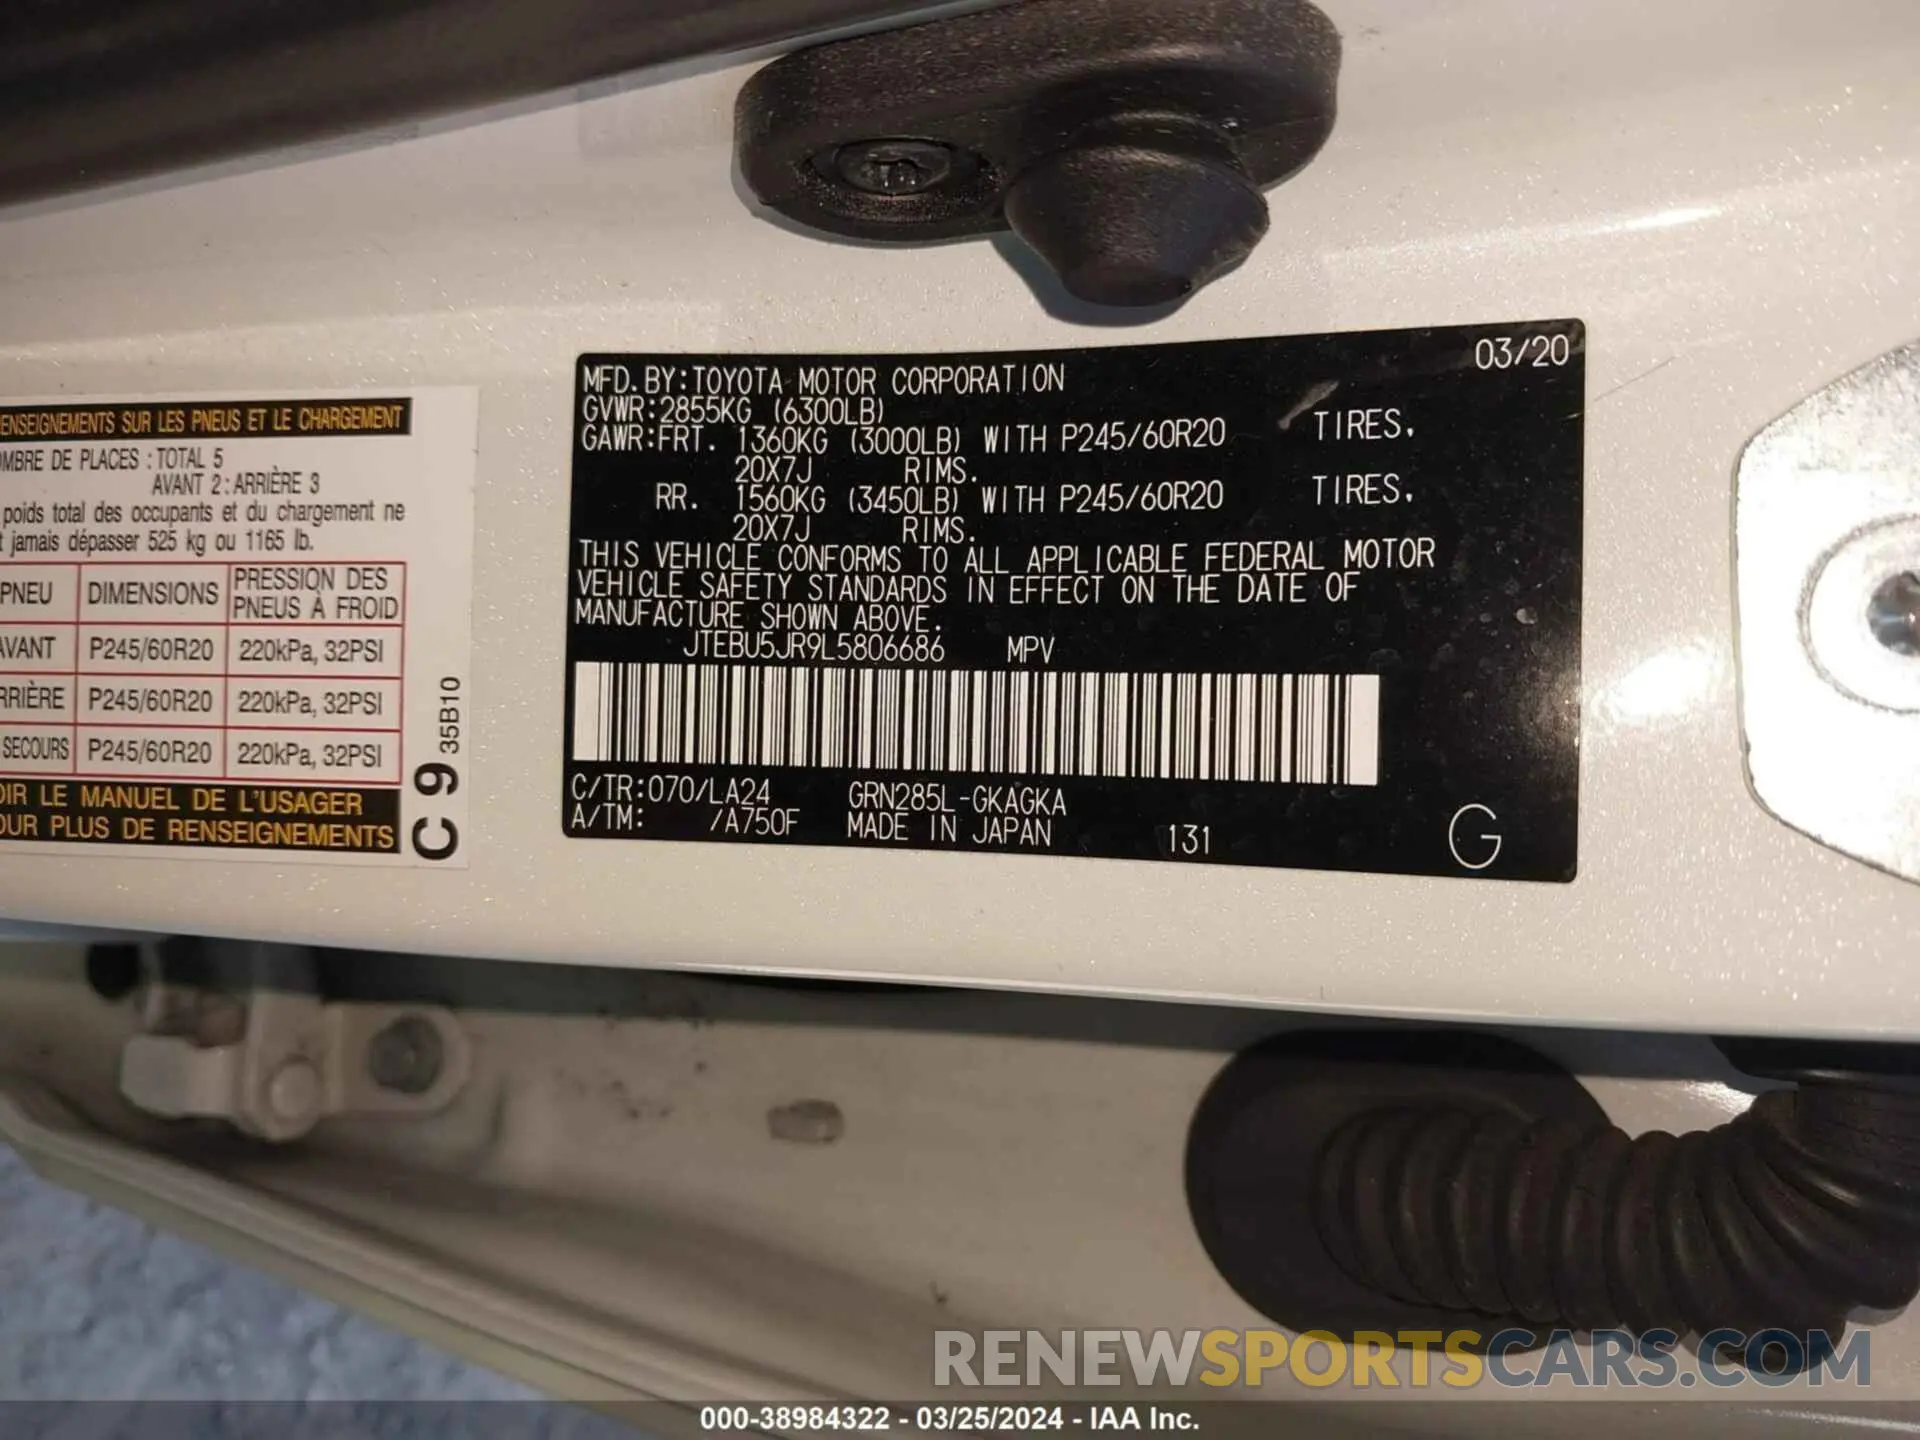 03/20
MFD. BY: TOYOTA MOTOR CORPORATION
GVWR: 2855KG (6300LB)
GAWR: FRT. 1360KG (3000LB) WITH P245/60R20 TIRES.
20X7J RIMS.
RR. 1560KG (3450LB) WITH P245/60R20 TIRES.
20X7J RIMS.
THIS VEHICLE CONFORMS TO ALL APPLICABLE FEDERAL MOTOR
VEHICLE SAFETY STANDARDS IN EFFECT ON THE DATE OF
MANUFACTURE SHOWN ABOVE.
JTEBU5JR9L5806686 MPV
C/TR: 070/LA24 GRN285L-GKAGKA
A/TM: /A750F MADE IN JAPAN 131 G
SUR LES PNEUS ET LE CHARGEMENT
DE PLACES : TOTAL 5
AVANT 2 : ARRIÈRE 3
poids total des occupants et du chargement ne
jamais dépasser 525 kg ou 1165 lb.
PNEU DIMENSIONS PRESSION DES PNEUS À FROID
AVANT P245/60R20 220kPa, 32PSI
P245/60R20 220kPa, 32PSI
SECOURS P245/60R20 220kPa, 32PSI
LE MANUEL DE L'USAGER
PLUS DE RENSEIGNEMENTS
C 9 35B10
RENEWSPORTSCARS.COM
000-38984322 - 03/25/2024 - IAA Inc.